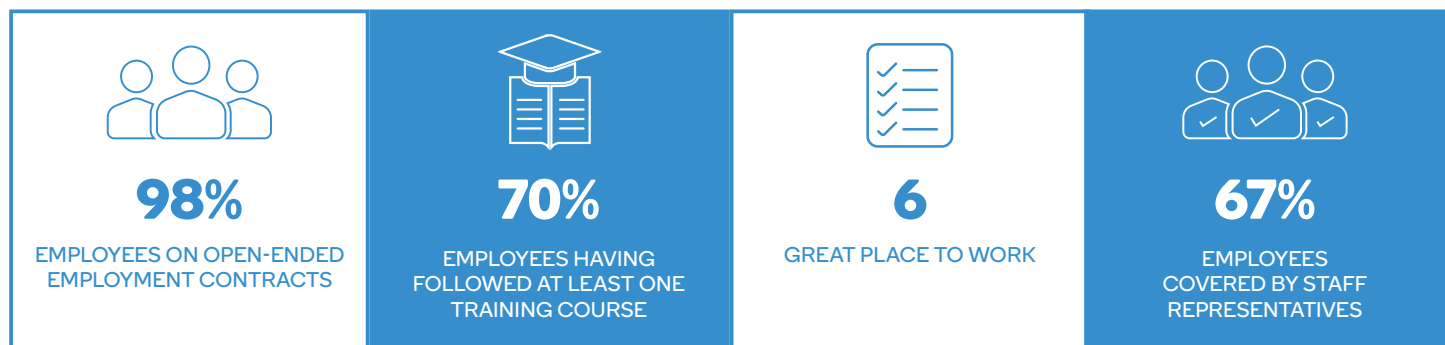 98%
EMPLOYEES ON OPEN-ENDED
EMPLOYMENT CONTRACTS
70%
EMPLOYEES HAVING
FOLLOWED AT LEAST ONE
TRAINING COURSE
6
GREAT PLACE TO WORK
67%
EMPLOYEES
COVERED BY STAFF
REPRESENTATIVES